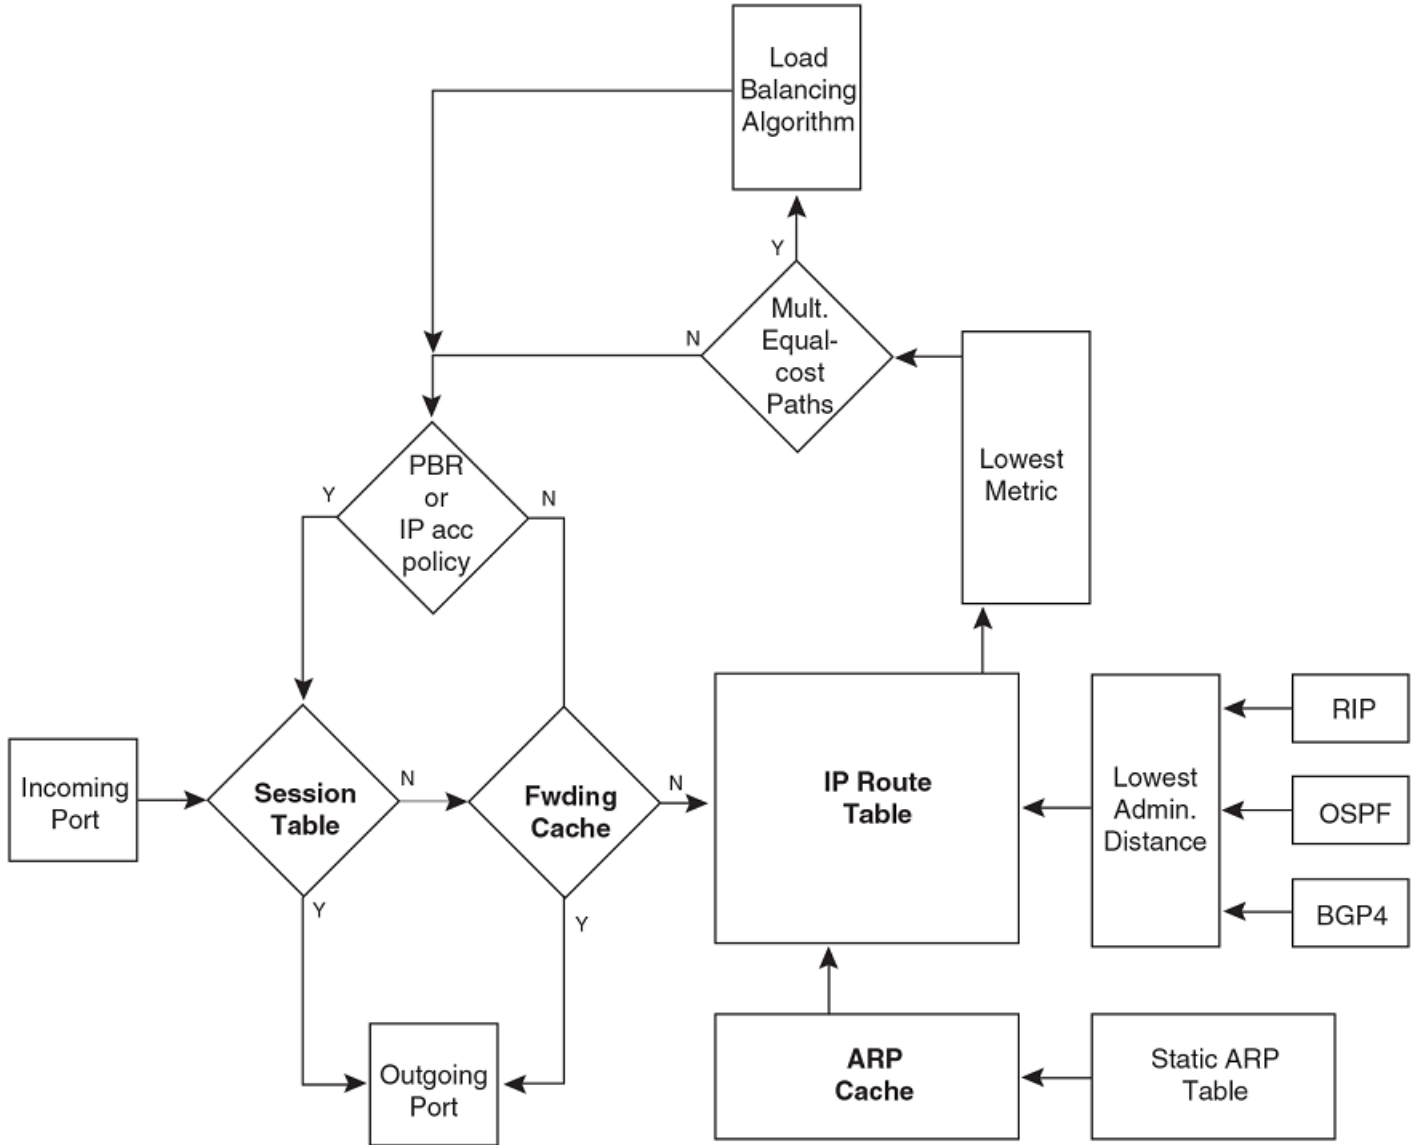 Load
Balancing
Algorithm
Y
N
Mult.
Equal-
cost
Paths
Lowest
Metric
PBR
or
IP acc
policy
Y
N
Incoming
Port
Session
Table
N
Y
Fwding
Cache
N
Y
IP Route
Table
Lowest
Admin.
Distance
RIP
OSPF
BGP4
Outgoing
Port
ARP
Cache
Static ARP
Table